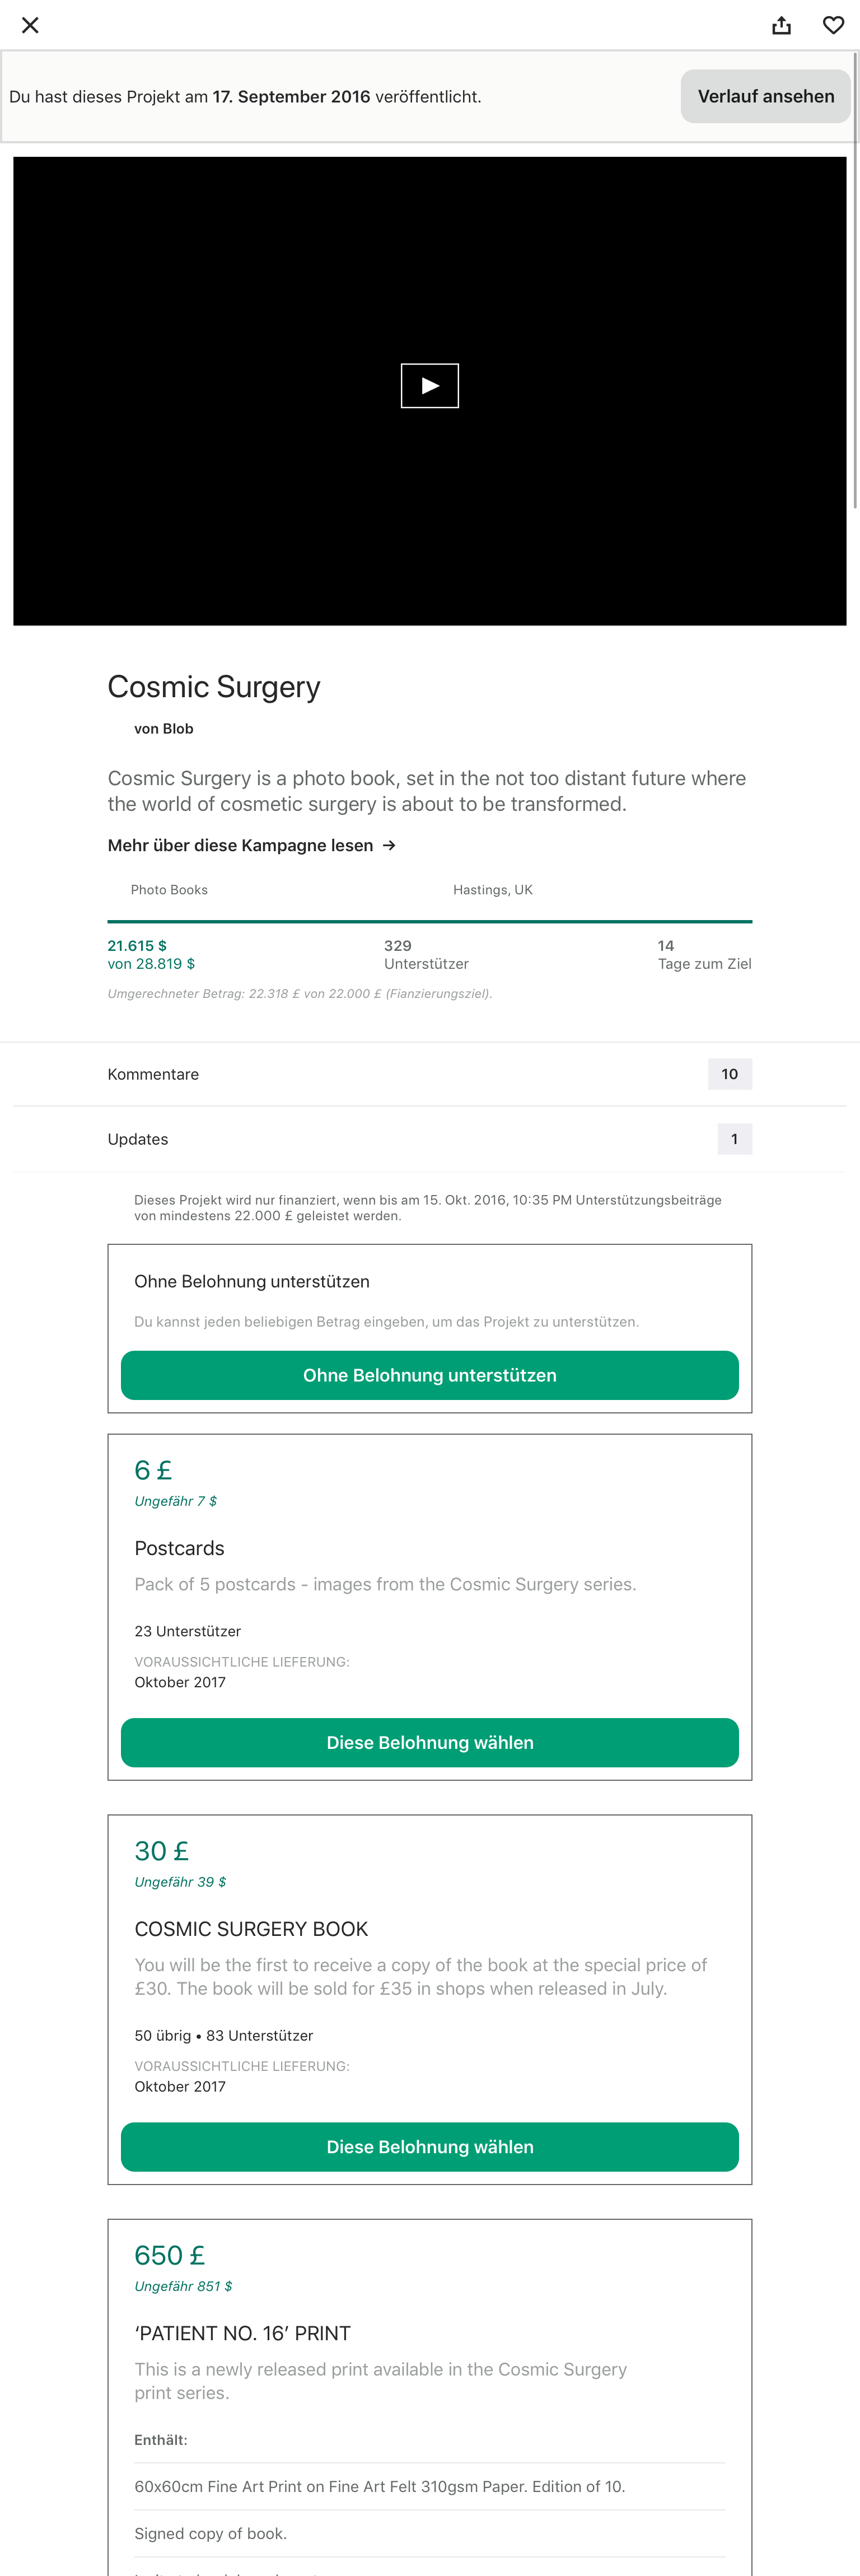 Du hast dieses Projekt am 17. September 2016 veröffentlicht.
Verlauf ansehen
Cosmic Surgery
von Blob
Cosmic Surgery is a photo book, set in the not too distant future where
the world of cosmetic surgery is about to be transformed.
Mehr über diese Kampagne lesen →
Photo Books
Hastings, UK
21.615 $
von 28.819 $
329
Unterstützer
14
Tage zum Ziel
Umgerechneter Betrag: 22.318 £ von 22.000 £ (Fianzierungsziel).
Kommentare
10
Updates
1
Dieses Projekt wird nur finanziert, wenn bis am 15. Okt. 2016, 10:35 PM Unterstützungsbeiträge
von mindestens 22.000 £ geleistet werden.
Ohne Belohnung unterstützen
Du kannst jeden beliebigen Betrag eingeben, um das Projekt zu unterstützen.
Ohne Belohnung unterstützen
6 £
Ungefähr 7 $
Postcards
Pack of 5 postcards - images from the Cosmic Surgery series.
23 Unterstützer
VORAUSSICHTLICHE LIEFERUNG:
Oktober 2017
Diese Belohnung wählen
30 £
Ungefähr 39 $
COSMIC SURGERY BOOK
You will be the first to receive a copy of the book at the special price of
£30. The book will be sold for £35 in shops when released in July.
50 übrig • 83 Unterstützer
VORAUSSICHTLICHE LIEFERUNG:
Oktober 2017
Diese Belohnung wählen
650 £
Ungefähr 851 $
‘PATIENT NO. 16’ PRINT
This is a newly released print available in the Cosmic Surgery
print series.
Enthält:
60x60cm Fine Art Print on Fine Art Felt 310gsm Paper. Edition of 10.
Signed copy of book.